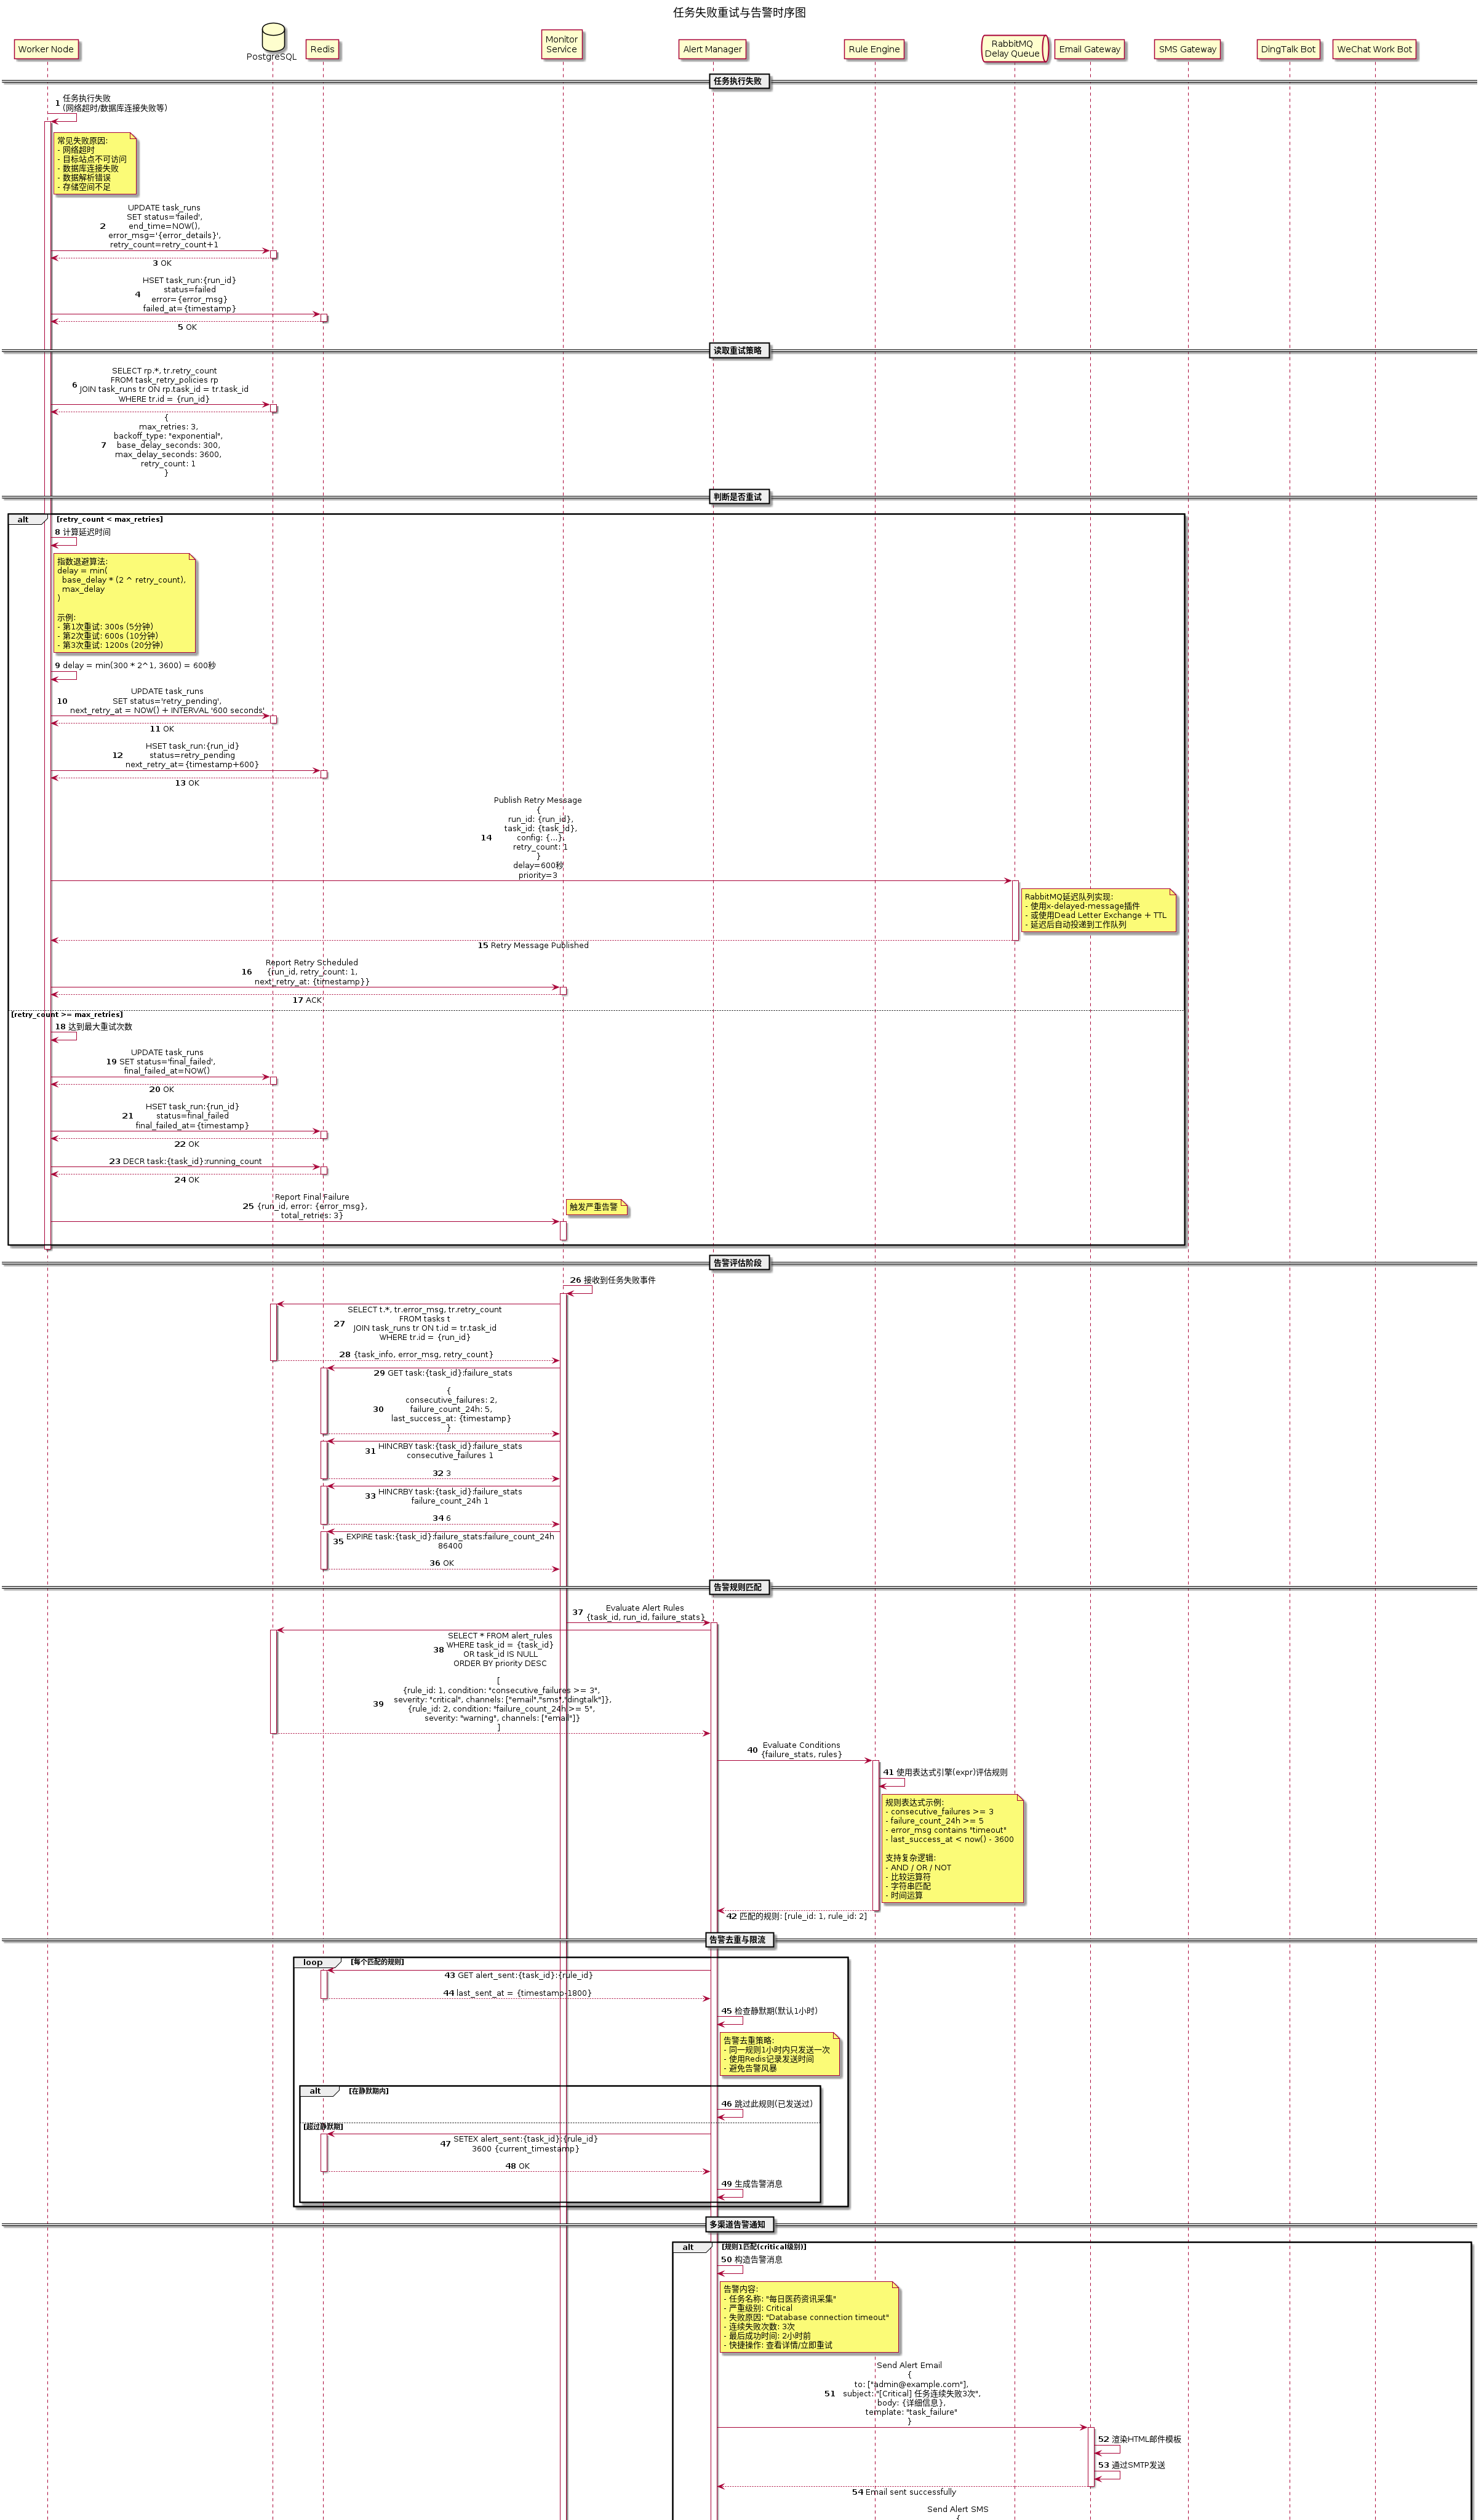 任务失败重试与告警时序图
Worker Node
PostgreSQL
Redis
Monitor
Service
Alert Manager
Rule Engine
RabbitMQ
Delay Queue
Email Gateway
SMS Gateway
DingTalk Bot
WeChat Work Bot
任务执行失败
1 任务执行失败
(网络超时/数据库连接失败等)
常见失败原因:
- 网络超时
- 目标站点不可访问
- 数据库连接失败
- 数据解析错误
- 存储空间不足
2 UPDATE task_runs
SET status='failed',
end_time=NOW(),
error_msg='{error_details}',
retry_count=retry_count+1
3 OK
4 HSET task_run:{run_id}
status=failed
error={error_msg}
failed_at={timestamp}
5 OK
读取重试策略
6 SELECT rp.*, tr.retry_count
FROM task_retry_policies rp
JOIN task_runs tr ON rp.task_id = tr.task_id
WHERE tr.id = {run_id}
7 {
max_retries: 3,
backoff_type: "exponential",
base_delay_seconds: 300,
max_delay_seconds: 3600,
retry_count: 1
}
判断是否重试
alt [retry_count < max_retries]
8 计算延迟时间
指数退避算法:
delay = min(
base_delay * (2 ^ retry_count),
max_delay
)
示例:
- 第1次重试: 300s (5分钟)
- 第2次重试: 600s (10分钟)
- 第3次重试: 1200s (20分钟)
9 delay = min(300 * 2^1, 3600) = 600秒
10 UPDATE task_runs
SET status='retry_pending',
next_retry_at = NOW() + INTERVAL '600 seconds'
11 OK
12 HSET task_run:{run_id}
status=retry_pending
next_retry_at={timestamp+600}
13 OK
14 Publish Retry Message
{
run_id: {run_id},
task_id: {task_id},
config: {...},
retry_count: 1
}
delay=600秒
priority=3
RabbitMQ延迟队列实现:
- 使用x-delayed-message插件
- 或使用Dead Letter Exchange + TTL
- 延迟后自动投递到工作队列
15 Retry Message Published
16 Report Retry Scheduled
{run_id, retry_count: 1,
next_retry_at: {timestamp}}
17 ACK
[retry_count >= max_retries]
18 达到最大重试次数
19 UPDATE task_runs
SET status='final_failed',
final_failed_at=NOW()
20 OK
21 HSET task_run:{run_id}
status=final_failed
final_failed_at={timestamp}
22 OK
23 DECR task:{task_id}:running_count
24 OK
25 Report Final Failure
{run_id, error: {error_msg},
total_retries: 3}
触发严重告警
告警评估阶段
26 接收到任务失败事件
27 SELECT t.*, tr.error_msg, tr.retry_count
FROM tasks t
JOIN task_runs tr ON t.id = tr.task_id
WHERE tr.id = {run_id}
28 {task_info, error_msg, retry_count}
29 GET task:{task_id}:failure_stats
30 {
consecutive_failures: 2,
failure_count_24h: 5,
last_success_at: {timestamp}
}
31 HINCRBY task:{task_id}:failure_stats
consecutive_failures 1
32 3
33 HINCRBY task:{task_id}:failure_stats
failure_count_24h 1
34 6
35 EXPIRE task:{task_id}:failure_stats:failure_count_24h
86400
36 OK
告警规则匹配
37 Evaluate Alert Rules
{task_id, run_id, failure_stats}
38 SELECT * FROM alert_rules
WHERE task_id = {task_id}
OR task_id IS NULL
ORDER BY priority DESC
39 [
{rule_id: 1, condition: "consecutive_failures >= 3",
severity: "critical", channels: ["email","sms","dingtalk"]},
{rule_id: 2, condition: "failure_count_24h >= 5",
severity: "warning", channels: ["email"]}
]
40 Evaluate Conditions
{failure_stats, rules}
41 使用表达式引擎(expr)评估规则
规则表达式示例:
- consecutive_failures >= 3
- failure_count_24h >= 5
- error_msg contains "timeout"
- last_success_at < now() - 3600
支持复杂逻辑:
- AND / OR / NOT
- 比较运算符
- 字符串匹配
- 时间运算
42 匹配的规则: [rule_id: 1, rule_id: 2]
告警去重与限流
loop [每个匹配的规则]
43 GET alert_sent:{task_id}:{rule_id}
44 last_sent_at = {timestamp-1800}
45 检查静默期(默认1小时)
告警去重策略:
- 同一规则1小时内只发送一次
- 使用Redis记录发送时间
- 避免告警风暴
alt [在静默期内]
46 跳过此规则(已发送过)
[超过静默期]
47 SETEX alert_sent:{task_id}:{rule_id}
3600 {current_timestamp}
48 OK
49 生成告警消息
多渠道告警通知
alt [规则1匹配(critical级别)]
50 构造告警消息
告警内容:
- 任务名称: "每日医药资讯采集"
- 严重级别: Critical
- 失败原因: "Database connection timeout"
- 连续失败次数: 3次
- 最后成功时间: 2小时前
- 快捷操作: 查看详情/立即重试
51 Send Alert Email
{
to: ["admin@example.com"],
subject: "[Critical] 任务连续失败3次",
body: {详细信息},
template: "task_failure"
}
52 渲染HTML邮件模板
53 通过SMTP发送
54 Email sent successfully
Send Alert SMS
{